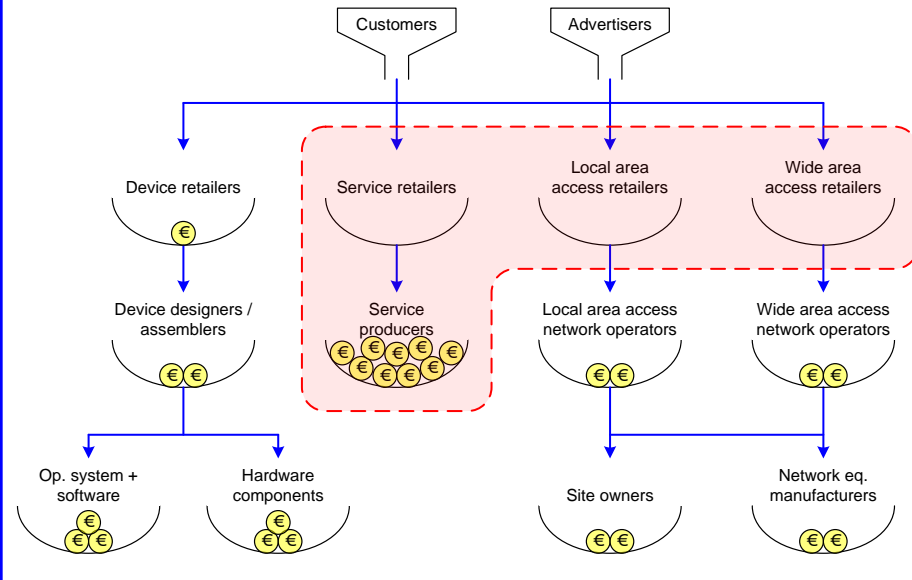 Customers
Advertisers
Device retailers
Service retailers
Local area
access retailers
Wide area
access retailers
€
Device designers /
assemblers
Service
producers
Local area access
network operators
Wide area access
network operators
€ €
€ € € € € € € € €
€ €
€ €
Op. system +
software
Hardware
components
Site owners
Network eq.
manufacturers
€
€ €
€
€ €
€ €
€ €